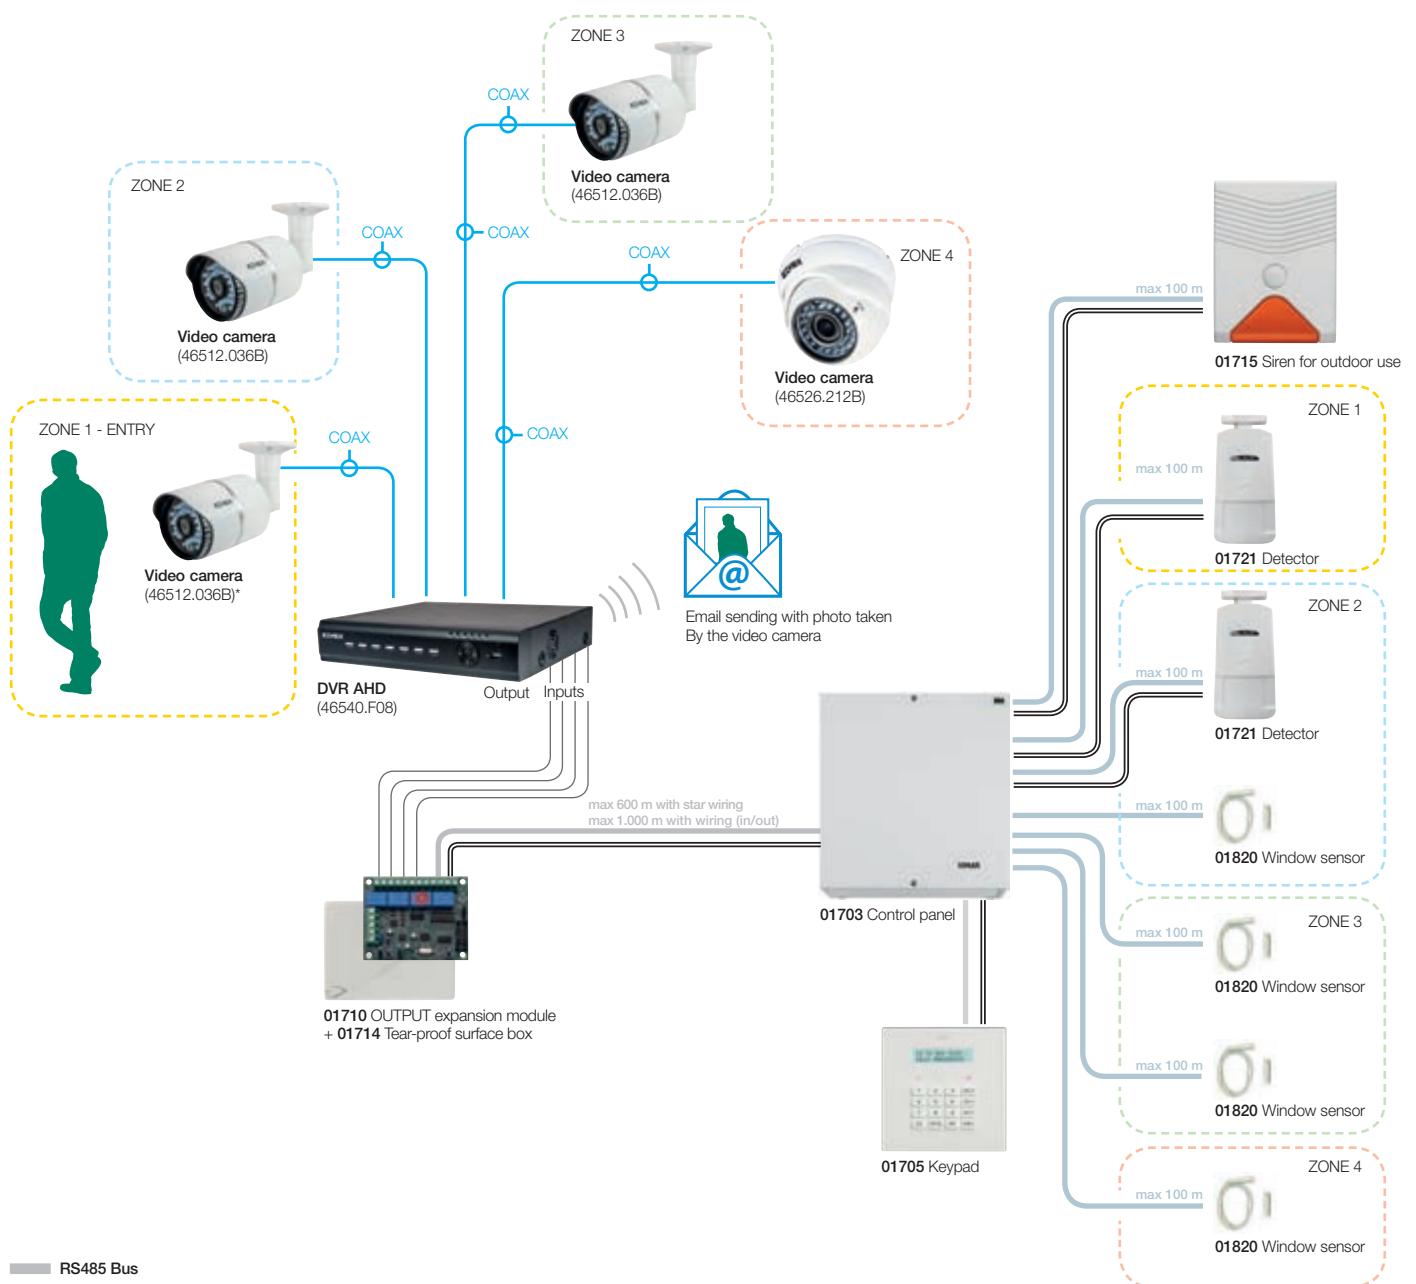 ZONE 3
COAX
Video camera
(46512.036B)
ZONE 2
COAX
COAX
Video camera
(46512.036B)
COAX
ZONE 4
Video camera
(46526.212B)
COAX
ZONE 1 - ENTRY
COAX
Video camera
(46512.036B)*
DVR AHD
(46540.F08)
Output
Inputs
@
Email sending with photo taken
By the video camera
max 600 m with star wiring
max 1.000 m with wiring (in/out)
01710 OUTPUT expansion module
+ 01714 Tear-proof surface box
01703 Control panel
01705 Keypad
max 100 m
01715 Siren for outdoor use
ZONE 1
max 100 m
01721 Detector
ZONE 2
max 100 m
01721 Detector
max 100 m
01820 Window sensor
ZONE 3
max 100 m
01820 Window sensor
max 100 m
01820 Window sensor
ZONE 4
max 100 m
01820 Window sensor
RS485 Bus